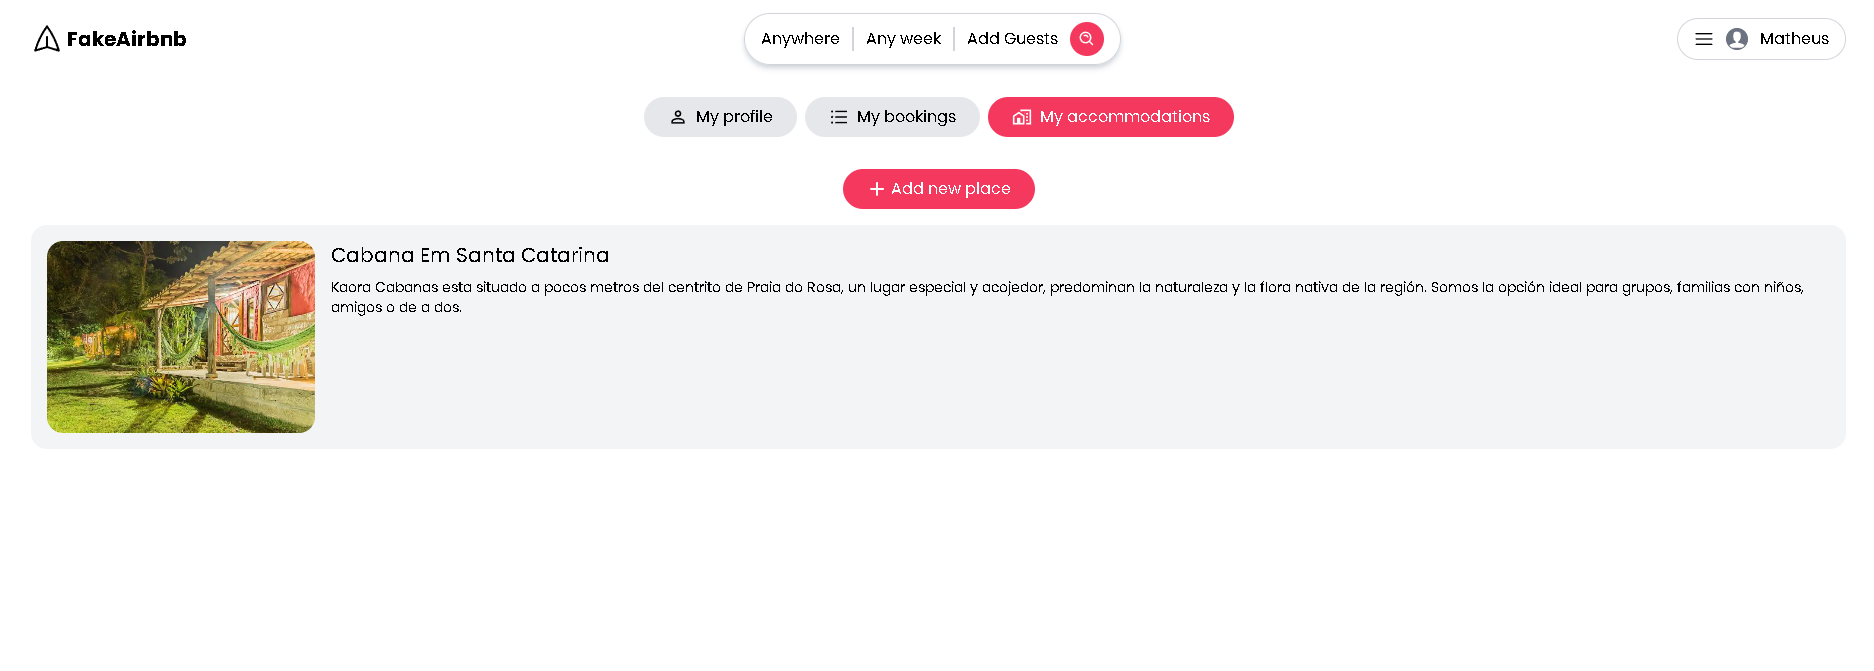 FakeAirbnb
Anywhere Any week Add Guests
Matheus
My profile My bookings My accommodations
Add new place
Cabana Em Santa Catarina
Kaora Cabanas esta situado a pocos metros del centrito de Praia do Rosa, un lugar especial y acojedor, predominan la naturaleza y la flora nativa de la región. Somos la opción ideal para grupos, familias con niños,
amigos o de a dos.